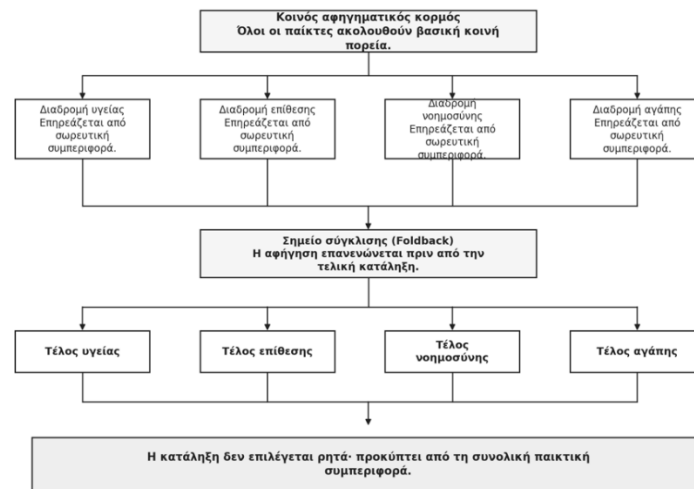 Κοινός αφηγηματικός κορμός
Όλοι οι παίκτες ακολουθούν βασική κοινή
πορεία.
Διαδρομή υγείας
Επηρεάζεται από
σωρευτική
συμπεριφορά.
Διαδρομή επίθεσης
Επηρεάζεται από
σωρευτική
συμπεριφορά.
Διαδρομή
νοημοσύνης
Επηρεάζεται από
σωρευτική
συμπεριφορά.
Διαδρομή αγάπης
Επηρεάζεται από
σωρευτική
συμπεριφορά.
Σημείο σύγκλισης (Foldback)
Η αφήγηση επανενώνεται πριν από την
τελική κατάληξη.
Τέλος υγείας
Τέλος επίθεσης
Τέλος
νοημοσύνης
Τέλος αγάπης
Η κατάληξη δεν επιλέγεται ρητά· προκύπτει από τη συνολική παικτική
συμπεριφορά.